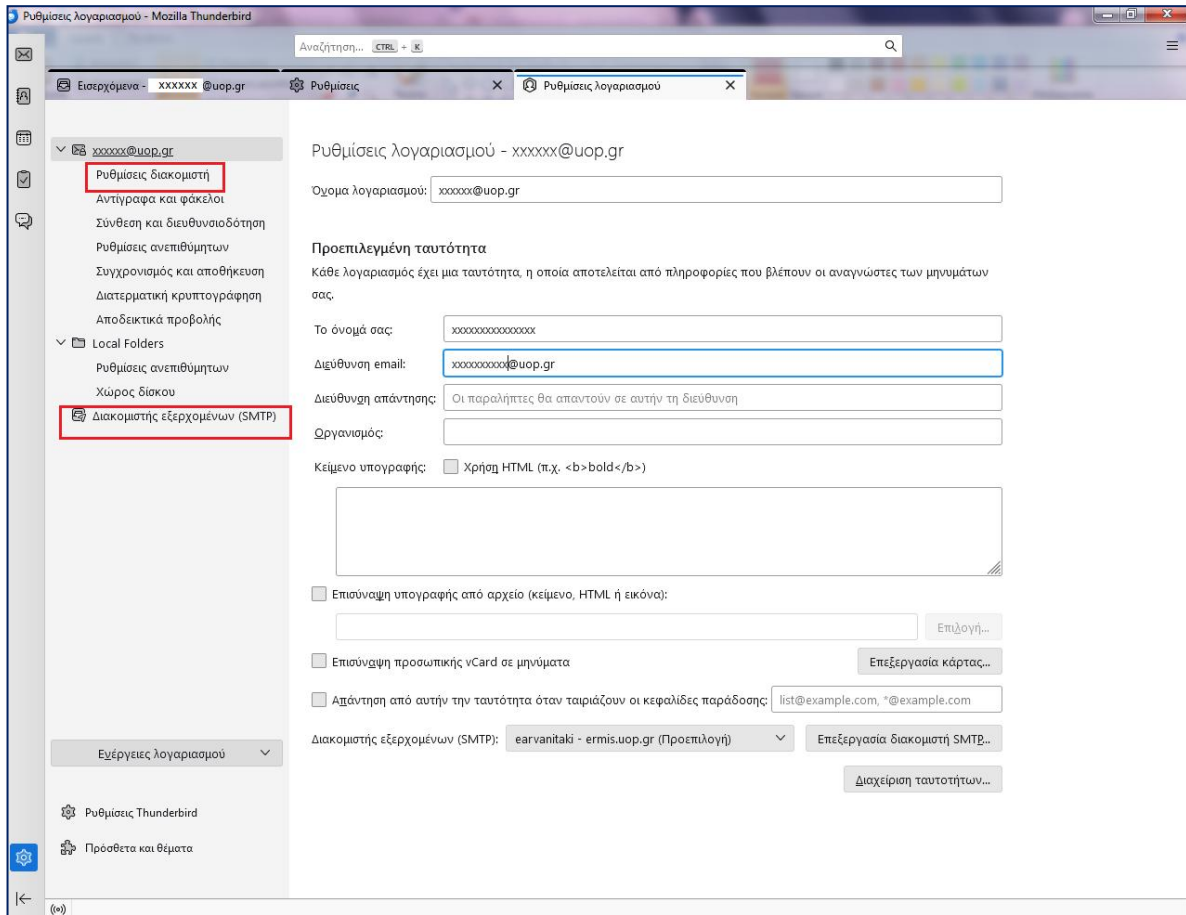 Ρυθμίσεις λογαριασμού - Mozilla Thunderbird
Αναζήτηση... CTRL + K
Εισερχόμενα - xxxxxx @uop.gr
Ρυθμίσεις
Ρυθμίσεις λογαριασμού
xxxxxx@uop.gr
Ρυθμίσεις διακομιστή
Αντίγραφα και φάκελοι
Σύνθεση και διευθυνσιοδότηση
Ρυθμίσεις ανεπιθύμητων
Συγχρονισμός και αποθήκευση
Διατερματική κρυπτογράφηση
Αποδεικτικά προβολής
Local Folders
Ρυθμίσεις ανεπιθύμητων
Χώρος δίσκου
Διακομιστής εξερχομένων (SMTP)
Ενέργειες λογαριασμού
Ρυθμίσεις Thunderbird
Πρόσθετα και θέματα
Ρυθμίσεις λογαριασμού - xxxxxx@uop.gr
Όνομα λογαριασμού: xxxxxx@uop.gr
Προεπιλεγμένη ταυτότητα
Κάθε λογαριασμός έχει μια ταυτότητα, η οποία αποτελείται από πληροφορίες που βλέπουν οι αναγνώστες των μηνυμάτων
σας.
Το όνομά σας: xxxxxxxxxxxxxxx
Διεύθυνση email: xxxxxxxxxx@uop.gr
Διεύθυνση απάντησης: Οι παραλήπτες θα απαντούν σε αυτήν τη διεύθυνση
Οργανισμός:
Κείμενο υπογραφής: Χρήση HTML (π.χ. <b>bold</b>)
Επισύναψη υπογραφής από αρχείο (κείμενο, HTML ή εικόνα):
Επιλογή...
Επισύναψη προσωπικής vCard σε μηνύματα Επεξεργασία κάρτας...
Απάντηση από αυτήν την ταυτότητα όταν ταιριάζουν οι κεφαλίδες παράδοσης: list@example.com, *@example.com
Διακομιστής εξερχομένων (SMTP): earvanitaki - ermis.uop.gr (Προεπιλογή) Επεξεργασία διακομιστή SMTP...
Διαχείριση ταυτοτήτων...